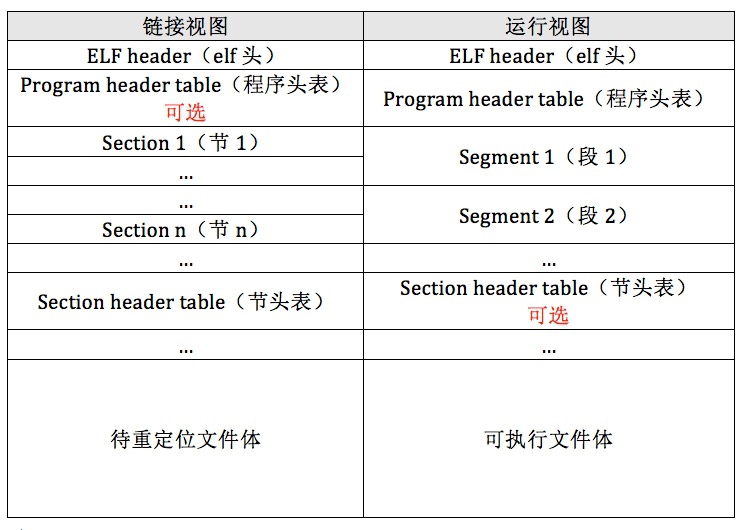 链接视图
运行视图
ELF header（elf 头）
ELF header（elf 头）
Program header table（程序头表）
可选
Program header table（程序头表）
Section 1（节 1）
Segment 1（段 1）
...
...
Segment 2（段 2）
Section n（节 n）
...
...
Section header table（节头表）
Section header table（节头表）
可选
...
...
待重定位文件体
可执行文件体